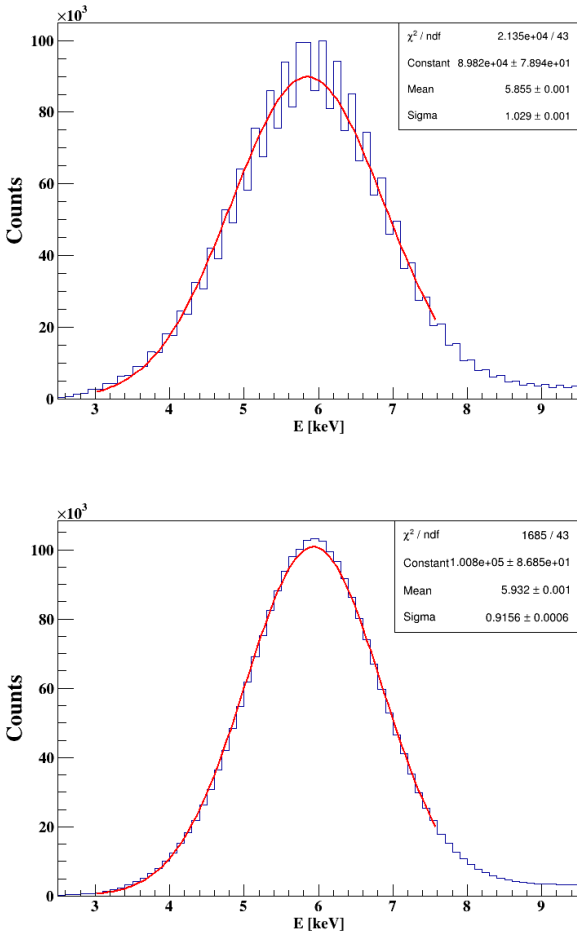 ×10³
χ² / ndf 2.135e+04 / 43
Constant 8.982e+04 ± 7.894e+01
Mean 5.855 ± 0.001
Sigma 1.029 ± 0.001
100
80
60
40
20
0
Counts
3 4 5 6 7 8 9
E [keV]
×10³
χ² / ndf 1685 / 43
Constant 1.008e+05 ± 8.685e+01
Mean 5.932 ± 0.001
Sigma 0.9156 ± 0.0006
100
80
60
40
20
0
Counts
3 4 5 6 7 8 9
E [keV]